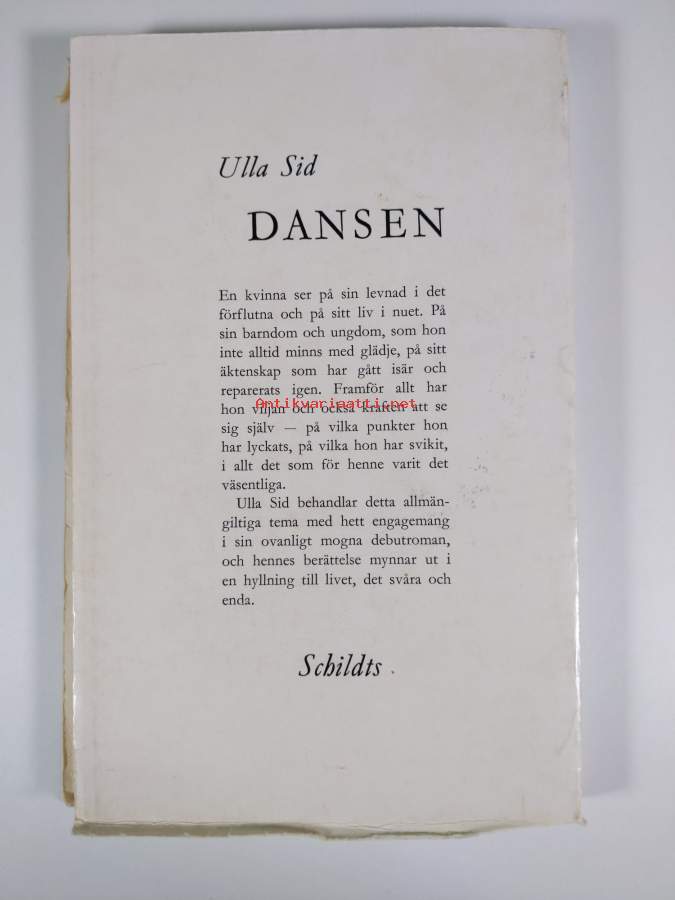 Ulla Sid
DANSEN
En kvinna ser på sin levnad i det
förflutna och på sitt liv i nuet. På
sin barndom och ungdom, som hon
inte alltid minns med glädje, på sitt
äktenskap som har gått isär och
reparerats igen. Framför allt har
Antikvariaatti.net
hon viljan och också kraften att se
sig själv — på vilka punkter hon
har lyckats, på vilka hon har svikit,
i allt det som för henne varit det
väsentliga.
Ulla Sid behandlar detta allmän-
giltiga tema med hett engagemang
i sin ovanligt mogna debutroman,
och hennes berättelse mynnar ut i
en hyllning till livet, det svåra och
enda.
Schildts